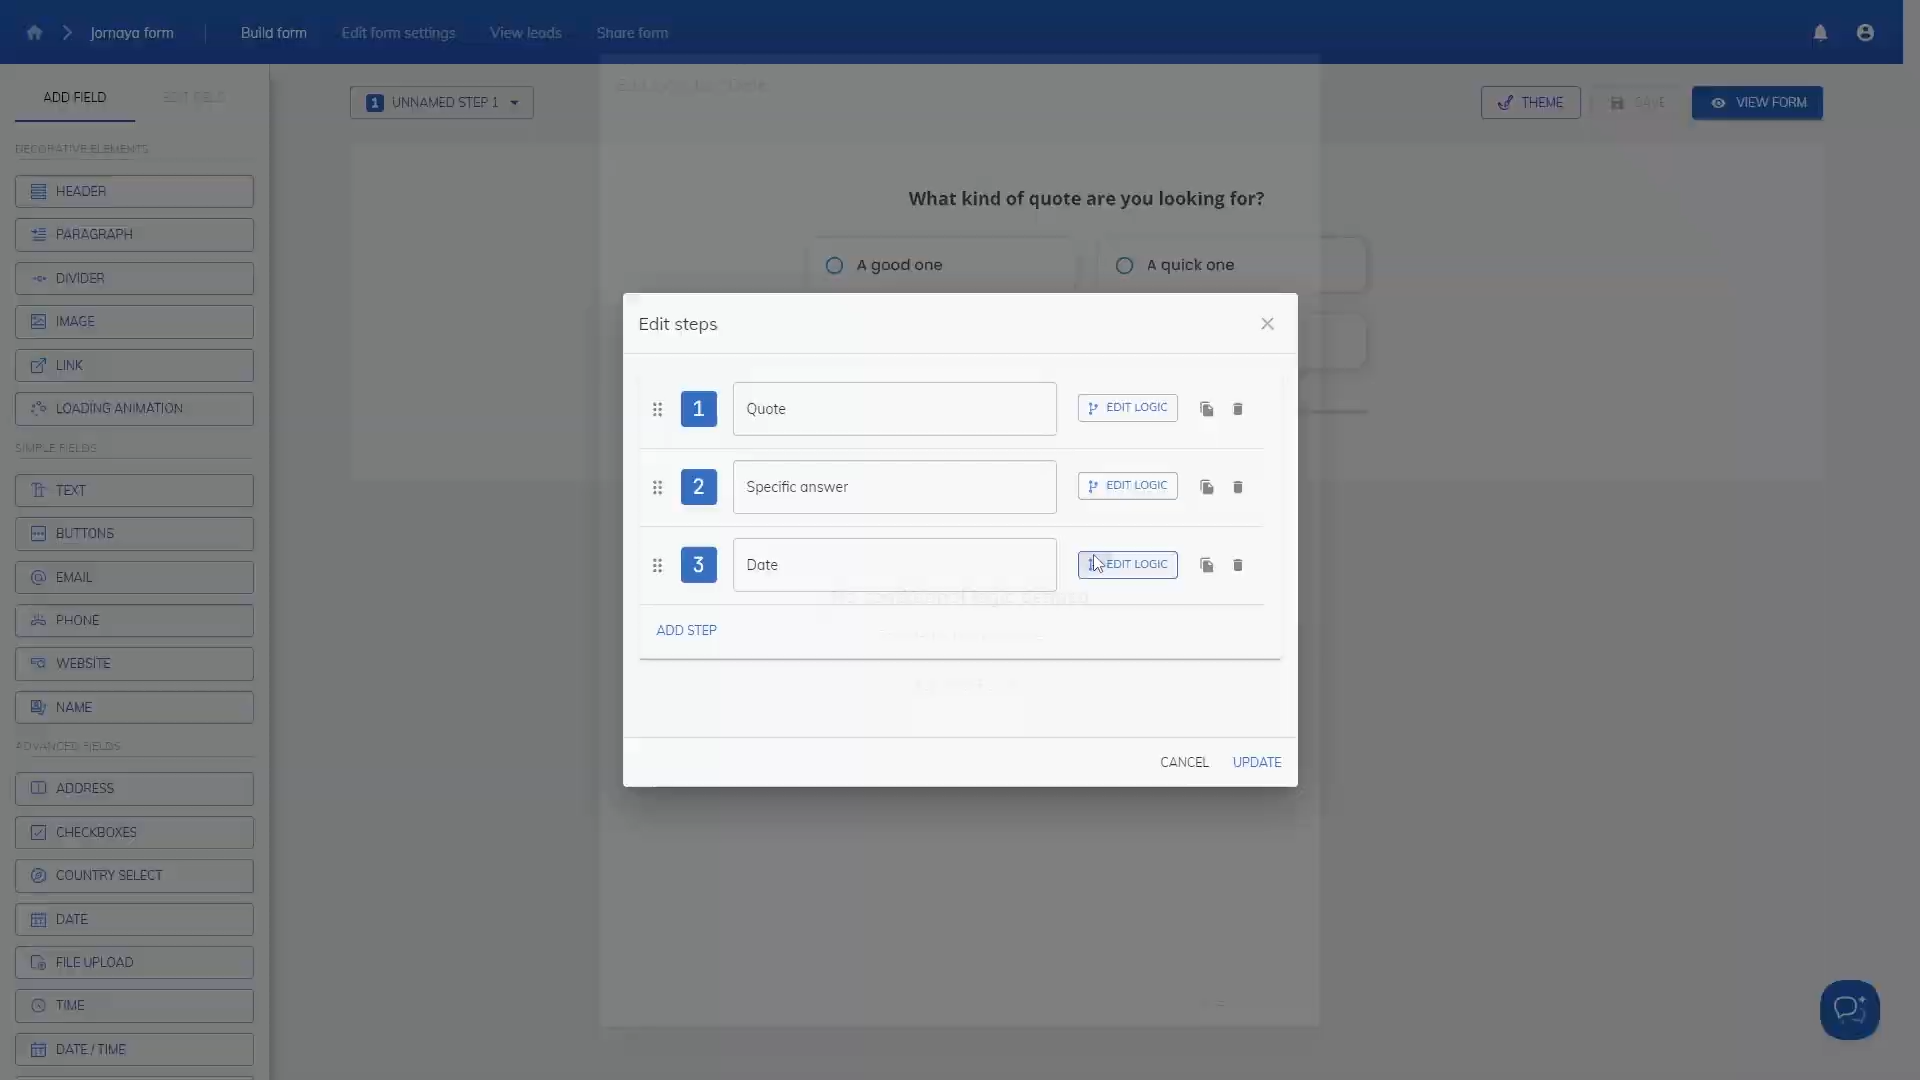 Jornaya form
Build form
Edit form settings
View leads
Share form
ADD FIELD
EDIT FIELD
1 UNNAMED STEP 1
THEME
SAVE
VIEW FORM
DECORATIVE ELEMENTS
HEADER
PARAGRAPH
DIVIDER
IMAGE
LINK
LOADING ANIMATION
SIMPLE FIELDS
TEXT
BUTTONS
EMAIL
PHONE
WEBSITE
NAME
ADVANCED FIELDS
ADDRESS
CHECKBOXES
COUNTRY SELECT
DATE
FILE UPLOAD
TIME
DATE / TIME
What kind of quote are you looking for?
A good one
A quick one
Edit steps
1 Quote EDIT LOGIC
2 Specific answer EDIT LOGIC
3 Date EDIT LOGIC
ADD STEP
CANCEL
UPDATE